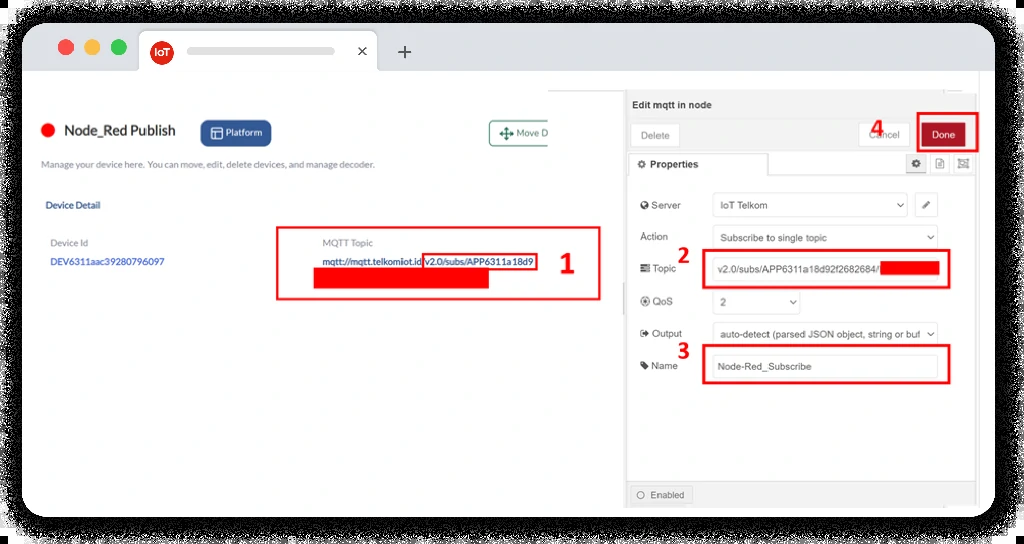 IoT
Node_Red Publish
Platform
Move D
Manage your device here. You can move, edit, delete devices, and manage decoder.
Device Detail
Device Id
DEV6311aac39280796097
MQTT Topic
mqtt://mqtt.telkomiot.id/v2.0/subs/APP6311a18d9
1
Edit mqtt in node
Delete
4
Cancel
Done
Properties
Server
IoT Telkom
Action
Subscribe to single topic
2
Topic
v2.0/subs/APP6311a18d92f2682684/
QoS
2
Output
auto-detect (parsed JSON object, string or buf
3
Name
Node-Red_Subscribe
Enabled